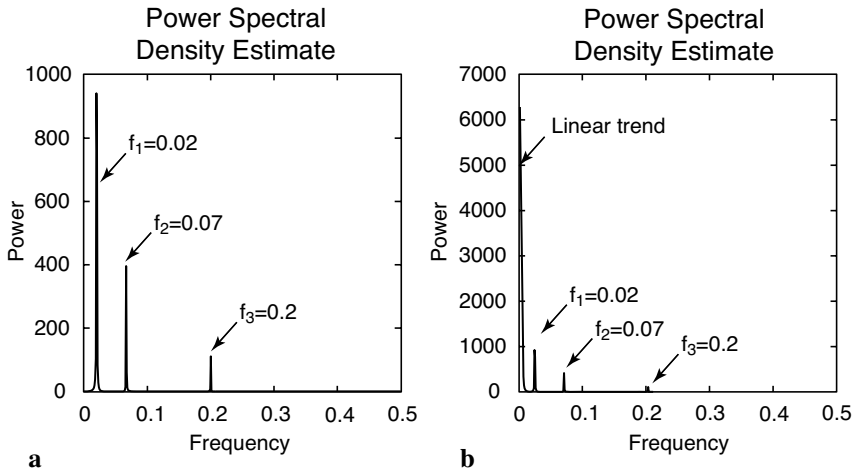 Power Spectral
Density Estimate
1000
800
600
400
200
0
Power
f₁=0.02
f₂=0.07
f₃=0.2
0 0.1 0.2 0.3 0.4 0.5
Frequency
a
Power Spectral
Density Estimate
7000
6000
5000
4000
3000
2000
1000
0
Power
Linear trend
f₁=0.02
f₂=0.07
f₃=0.2
0 0.1 0.2 0.3 0.4 0.5
Frequency
b